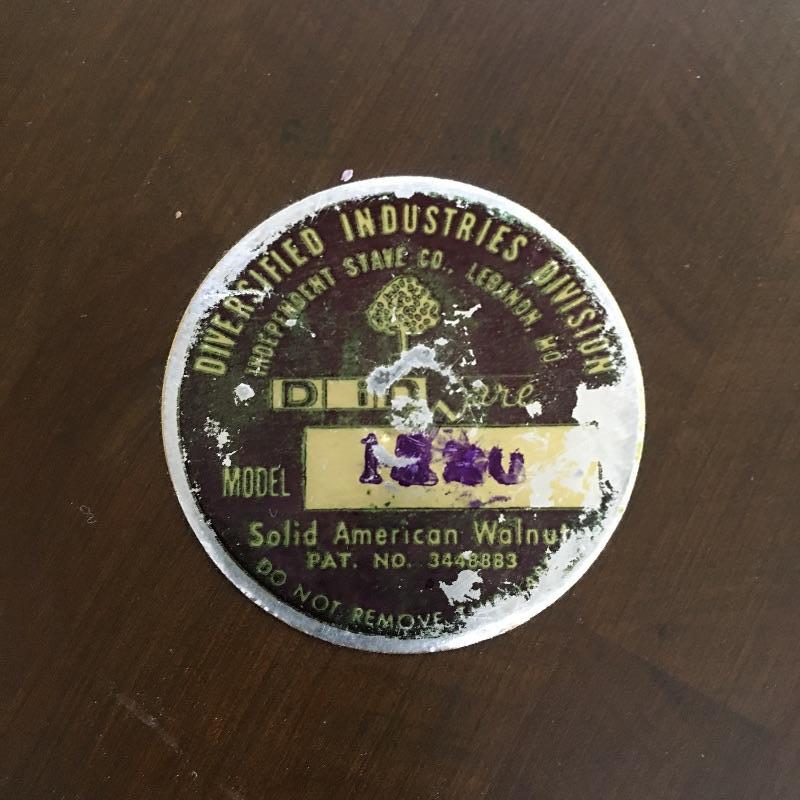 DIVERSIFIED INDUSTRIES DIVISION
INDEPENDENT STAVE CO., LEBANON, MO.
MODEL
Solid American Walnut
PAT. NO. 3448883
DO NOT REMOVE